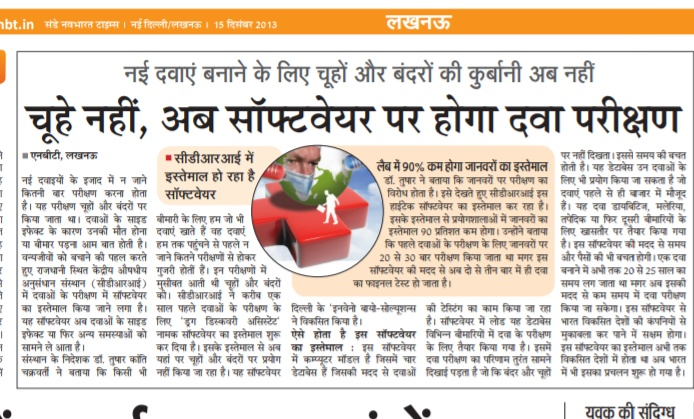 nbt.in संडे नवभारत टाइम्स । नई दिल्ली/लखनऊ । 15 दिसंबर 2013
लखनऊ
नई दवाएं बनाने के लिए चूहों और बंदरों की कुर्बानी अब नहीं
चूहे नहीं, अब सॉफ्टवेयर पर होगा दवा परीक्षण
■ एनबीटी, लखनऊ
नई दवाइयों के इजाद में न जाने
कितनी बार परीक्षण करना होता
है। यह परीक्षण चूहों और बंदरों पर
किया जाता था। दवाओं के साइड
इफेक्ट के कारण उनकी मौत होना
या बीमार पड़ना आम बात होती है।
वन्यजीवों को बचाने की पहल करते
हुए राजधानी स्थित केंद्रीय औषधीय
अनुसंधान संस्थान (सीडीआरआई)
में दवाओं के परीक्षण में सॉफ्टवेयर
का इस्तेमाल किया जाने लगा है।
यह सॉफ्टवेयर अब दवाओं के साइड
इफेक्ट या फिर अन्य समस्याओं को
सामने ले आता है।
संस्थान के निदेशक डॉ. तुषार कांति
चक्रवर्ती ने बताया कि किसी भी
■ सीडीआरआई में
इस्तेमाल हो रहा है
सॉफ्टवेयर
बीमारी के लिए हम जो भी
दवाएं खाते हैं वह दवाएं
हम तक पहुंचने से पहले न
जाने कितने परीक्षणों से होकर
गुजरी होती हैं। इन परीक्षणों में
मुसीबत आती थी चूहों और बंदरों
को। सीडीआरआई ने करीब एक
साल पहले दवाओं के परीक्षण के
लिए 'ड्रग डिस्कवरी असिस्टेंट'
नामक सॉफ्टवेयर का इस्तेमाल शुरू
कर दिया है। इसके इस्तेमाल से अब
यहां पर चूहों और बंदरों पर प्रयोग
नहीं किया जा रहा है। यह सॉफ्टवेयर
लैब में 90% कम होगा जानवरों का इस्तेमाल
डॉ. तुषार ने बताया कि जानवरों पर परीक्षण का
विरोध होता है। इसे देखते हुए सीडीआरआई इस
हाईटेक सॉफ्टवेयर का इस्तेमाल कर रहा है।
इसके इस्तेमाल से प्रयोगशालाओं में जानवरों का
इस्तेमाल 90 प्रतिशत कम होगा। उन्होंने बताया
कि पहले दवाओं के परीक्षण के लिए जानवरों पर
20 से 30 बार परीक्षण किया जाता था मगर इस
सॉफ्टवेयर की मदद से अब दो से तीन बार में ही दवा
का फाइनल टेस्ट हो जाता है।
दिल्ली के 'इनवेनो बायो-सोल्यूशन्स
ने विकसित किया है।
ऐसे होता है इस सॉफ्टवेयर
का इस्तेमाल : इस सॉफ्टवेयर
में कम्प्यूटर मॉडल है जिसमें चार
डेटाबेस हैं जिसकी मदद से दवाओं
की टेस्टिंग का काम किया जा रहा
है। सॉफ्टवेयर में लोड यह डेटाबेस
विभिन्न बीमारियों में दवा के परीक्षण
के लिए तैयार किया गया है। इसमें
दवा परीक्षण का परिणाम तुरंत सामने
दिखाई पड़ता है जो कि बंदर और चूहों
पर नहीं दिखता। इससे समय की बचत
होती है। यह डेटाबेस उन दवाओं के
लिए भी प्रयोग किया जा सकता है जो
दवाएं पहले से ही बाजार में मौजूद
हैं। यह दवा डायबिटिज, मलेरिया,
तपेदिक या फिर दूसरी बीमारियों के
लिए खासतौर पर तैयार किया गया
है। इस सॉफ्टवेयर की मदद से समय
और पैसों की भी बचत होगी। एक दवा
बनाने में अभी तक 20 से 25 साल का
समय लग जाता था मगर अब इसकी
मदद से कम समय में दवा परीक्षण
किया जा सकेगा। इस सॉफ्टवेयर से
भारत विकसित देशों की कंपनियों से
मुकाबला कर पाने में सक्षम होगा।
इस सॉफ्टवेयर का इस्तेमाल अभी तक
विकसित देशों में होता था अब भारत
में भी इसका प्रचलन शुरू हो गया है।
युवक की संदिग्ध